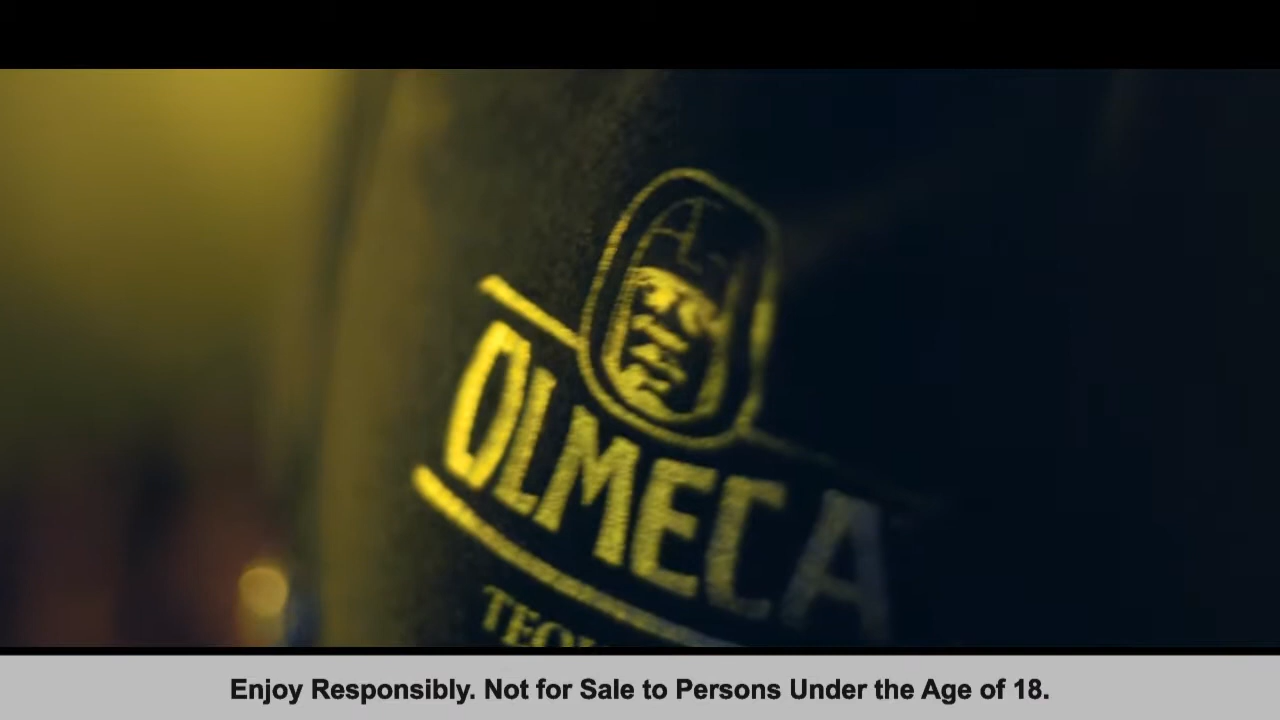 OLMECA
Enjoy Responsibly. Not for Sale to Persons Under the Age of 18.